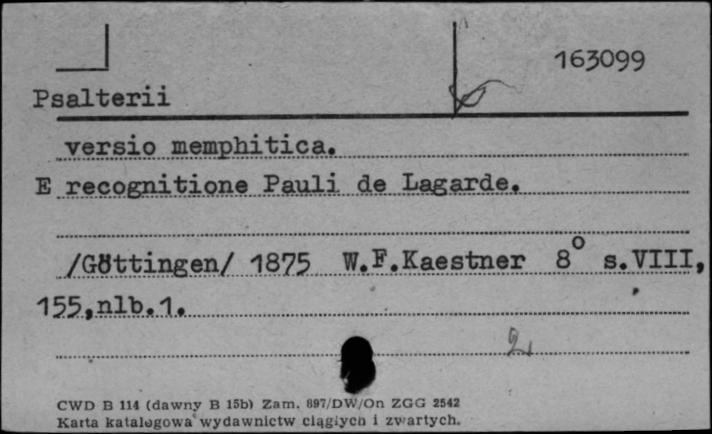 163099
Psalterii
versio memphitica.
E recognitione Pauli de Lagarde.
/Göttingen/ 1875 W.F.Kaestner 8° s.VIII,
155,nlb.1.
2
CWD B 114 (dawny B 15b) Zam. 897/DW/On ZGG 2542
Karta katalogowa wydawnictw ciągłych i zwartych.